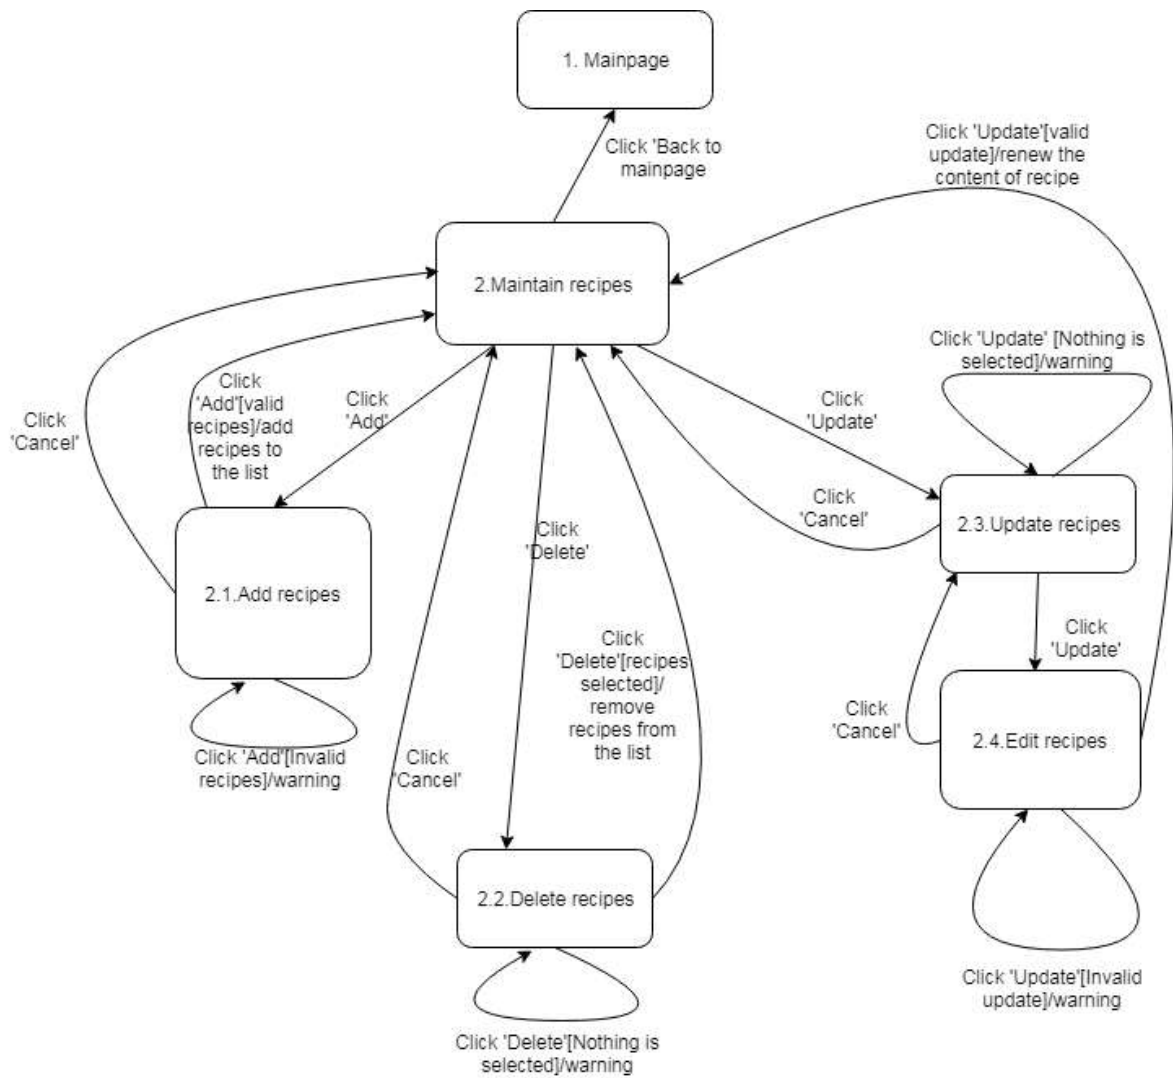 1. Mainpage
Click 'Back to
mainpage
Click 'Update'[valid
update]/renew the
content of recipe
2.Maintain recipes
Click 'Update' [Nothing is
selected]/warning
Click
'Add'[valid
recipes]/add
recipes to
the list
Click
'Add'
Click
'Cancel'
Click
'Update'
Click
'Cancel'
2.3.Update recipes
Click
'Delete'
2.1.Add recipes
Click
'Update'
Click
'Delete'[recipes
selected]/
remove
recipes from
the list
Click
'Cancel'
2.4.Edit recipes
Click 'Add'[Invalid
recipes]/warning
Click
'Cancel'
2.2.Delete recipes
Click 'Update'[Invalid
update]/warning
Click 'Delete'[Nothing is
selected]/warning